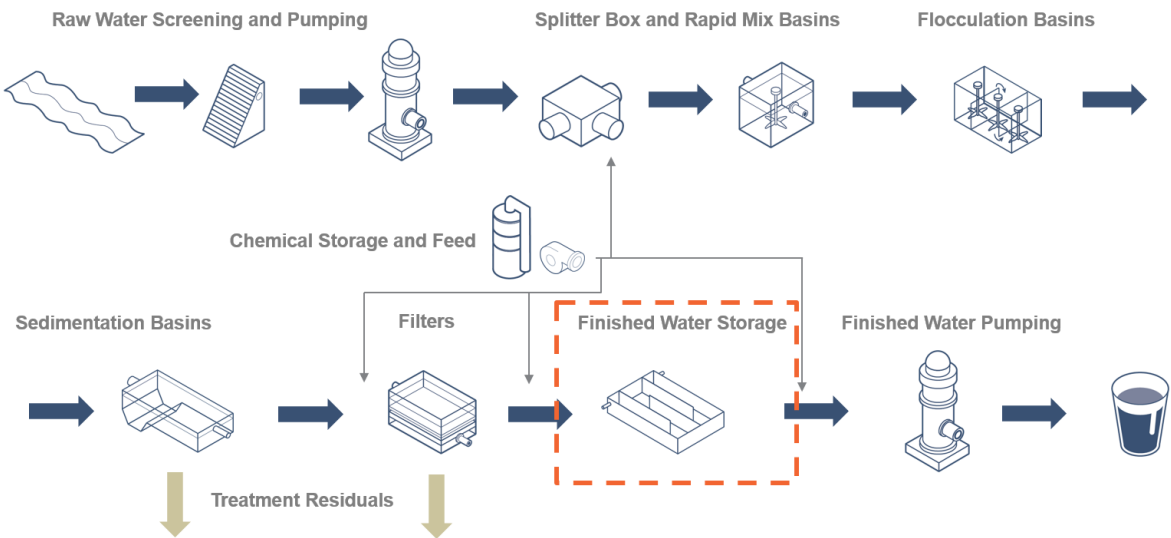 Raw Water Screening and Pumping
Splitter Box and Rapid Mix Basins
Flocculation Basins
Chemical Storage and Feed
Sedimentation Basins
Filters
Finished Water Storage
Finished Water Pumping
Treatment Residuals